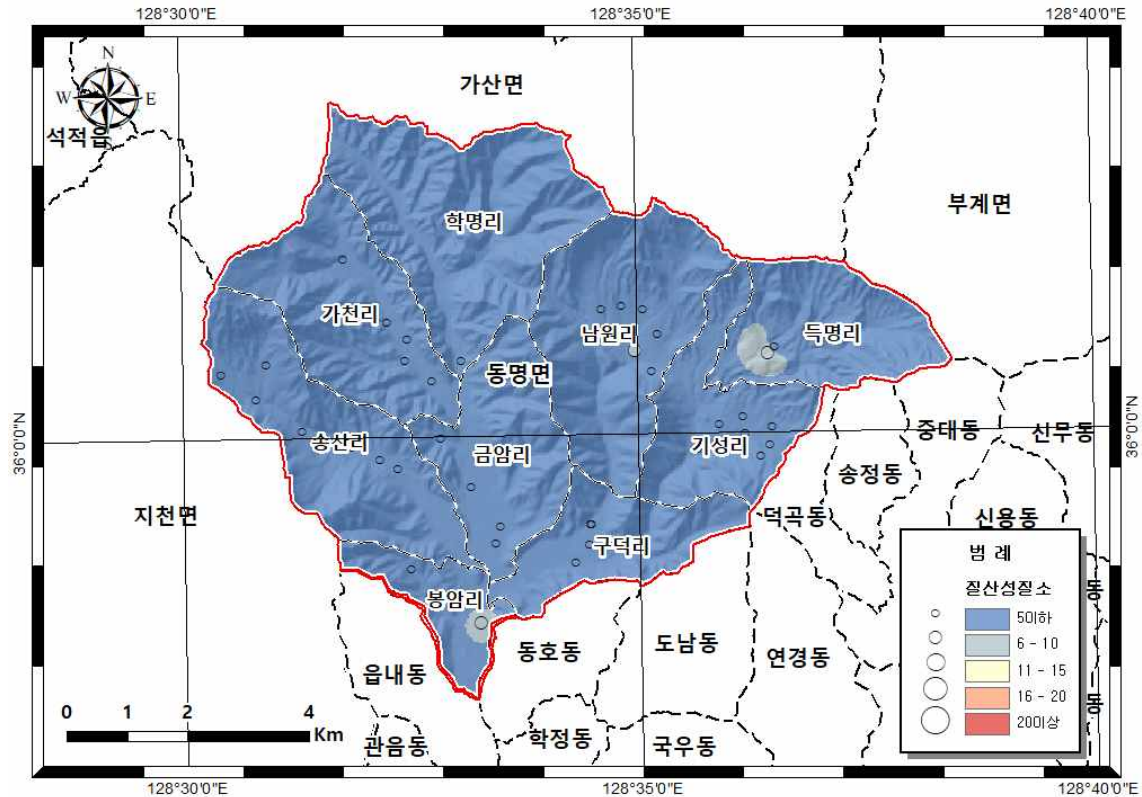 128°30'0"E
128°35'0"E
128°40'0"E
N
W
E
S
가산면
석적읍
부계면
학명리
가천리
남원리
득명리
동명면
36°0'0"N
36°0'0"N
송산리
금암리
기성리
중대동
신무동
송정동
지천면
덕곡동
신용동
구덕리
봉암리
동호동
도남동
연경동
읍내동
관음동
학정동
국우동
동
동
범 례
질산성질소
5이하
6 - 10
11 - 15
16 - 20
20이상
0 1 2 4
Km
128°30'0"E
128°35'0"E
128°40'0"E